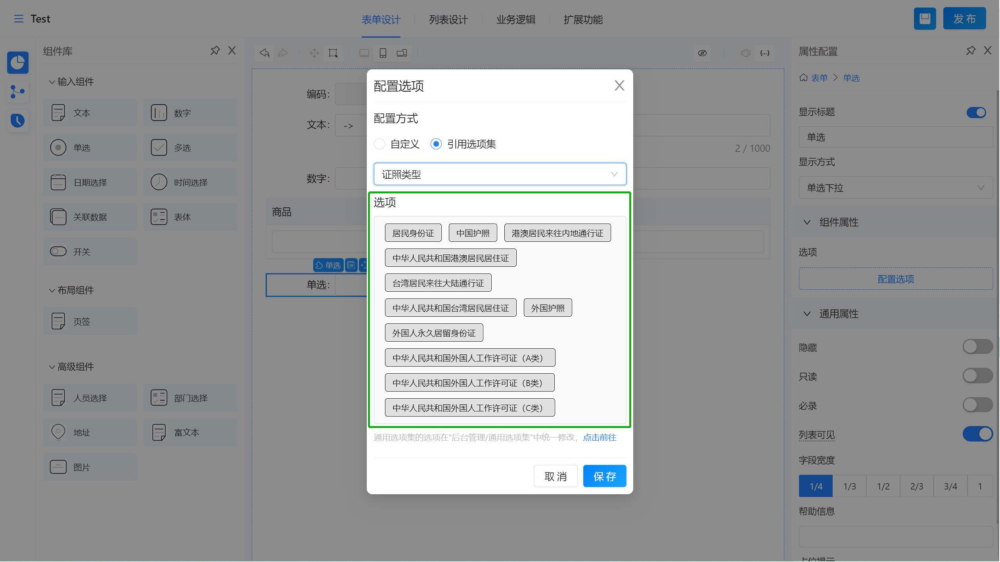 Test
表单设计
列表设计
业务逻辑
扩展功能
发布
组件库
输入组件
文本
数字
单选
多选
日期选择
时间选择
关联数据
表体
开关
布局组件
页签
高级组件
人员选择
部门选择
地址
富文本
图片
编码:
文本:
->
2 / 1000
数字:
商品
单选
单选:
配置选项
配置方式
自定义
引用选项集
证照类型
选项
居民身份证
中国护照
港澳居民来往内地通行证
中华人民共和国港澳居民居住证
台湾居民来往大陆通行证
中华人民共和国台湾居民居住证
外国护照
外国人永久居留身份证
中华人民共和国外国人工作许可证（A类）
中华人民共和国外国人工作许可证（B类）
中华人民共和国外国人工作许可证（C类）
通用选项集的选项在“后台管理/通用选项集”中统一修改，点击前往
取消
保存
属性配置
表单 > 单选
显示标题
单选
显示方式
单选下拉
组件属性
选项
配置选项
通用属性
隐藏
只读
必录
列表可见
字段宽度
1/4
1/3
1/2
2/3
3/4
1
帮助信息